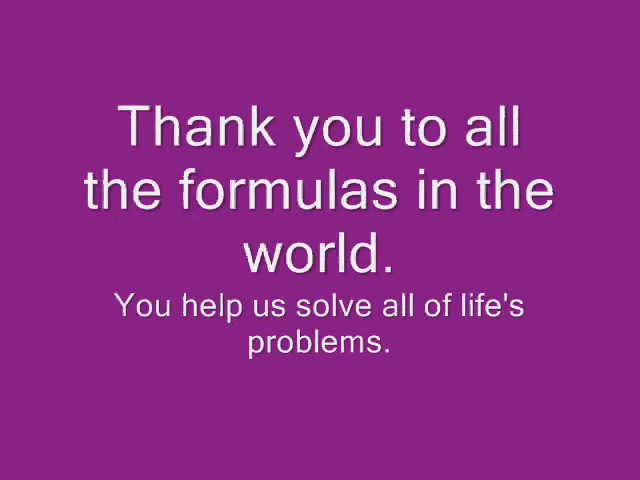 Thank you to all
the formulas in the
world.
You help us solve all of life's
problems.